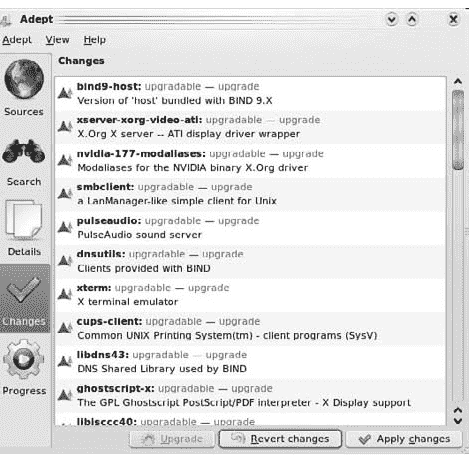 Adept
Adept View Help
Sources
Search
Details
Changes
Progress
Changes
bind9-host: upgradable — upgrade
Version of 'host' bundled with BIND 9.X
xserver-xorg-video-ati: upgradable — upgrade
X.Org X server -- ATI display driver wrapper
nvidia-177-modaliases: upgradable — upgrade
Modaliases for the NVIDIA binary X.Org driver
smbclient: upgradable — upgrade
a LanManager-like simple client for Unix
pulseaudio: upgradable — upgrade
PulseAudio sound server
dnsutils: upgradable — upgrade
Clients provided with BIND
xterm: upgradable — upgrade
X terminal emulator
cups-client: upgradable — upgrade
Common UNIX Printing System(tm) - client programs (SysV)
libdns43: upgradable — upgrade
DNS Shared Library used by BIND
ghostscript-x: upgradable — upgrade
The GPL Ghostscript PostScript/PDF interpreter - X Display support
libisccc40: upgradable — upgrade
Upgrade Revert changes Apply changes